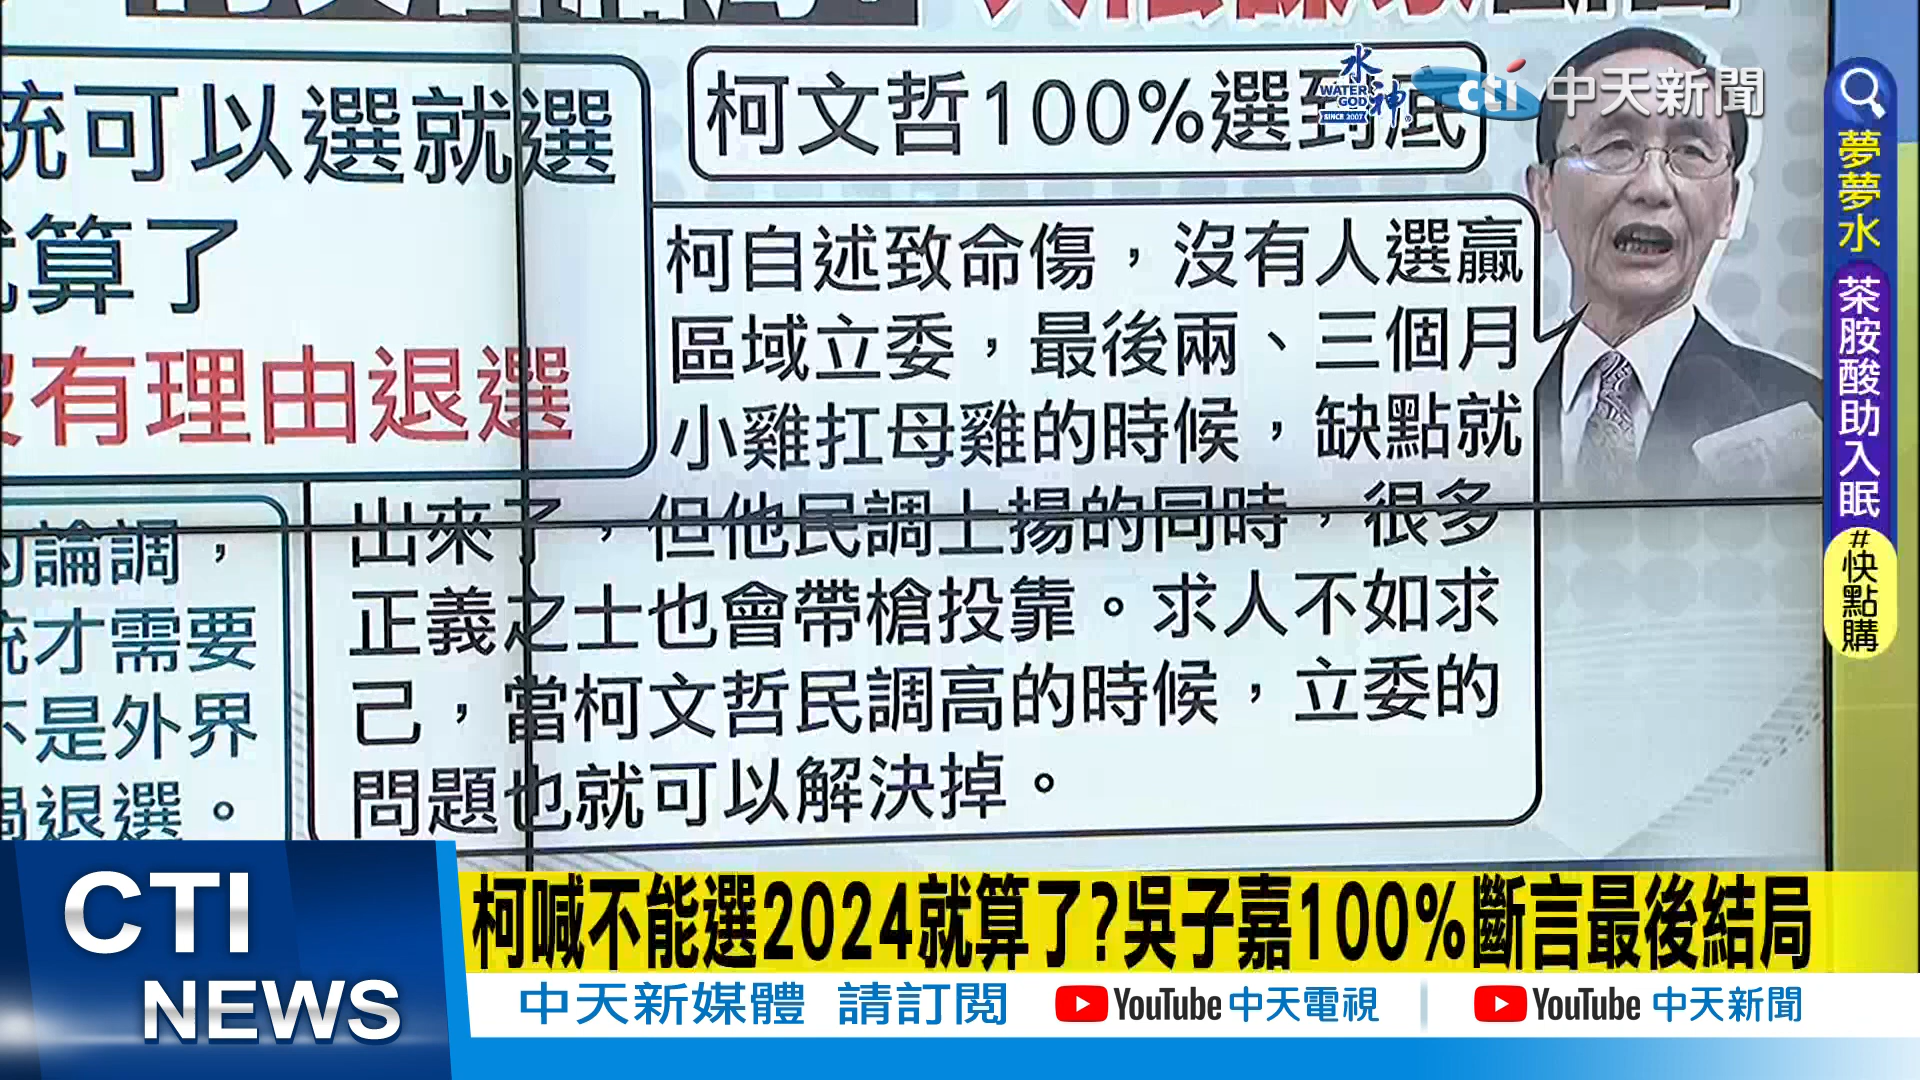 柯文哲100%選到底
水神
WATER GOD
SINCE 2007
cti 中天新聞
統可以選就選
就算了
沒有理由退選
柯自述致命傷，沒有人選贏
區域立委，最後兩、三個月
小雞扛母雞的時候，缺點就
出來了，但他民調上揚的同時，很多
正義之士也會帶槍投靠。求人不如求
己，當柯文哲民調高的時候，立委的
問題也就可以解決掉。
的論調，
統才需要
不是外界
退選。
夢夢水
茶胺酸助入眠
#快點購
CTI
NEWS
柯喊不能選2024就算了?吳子嘉100%斷言最後結局
中天新媒體 請訂閱 YouTube 中天電視 | YouTube 中天新聞